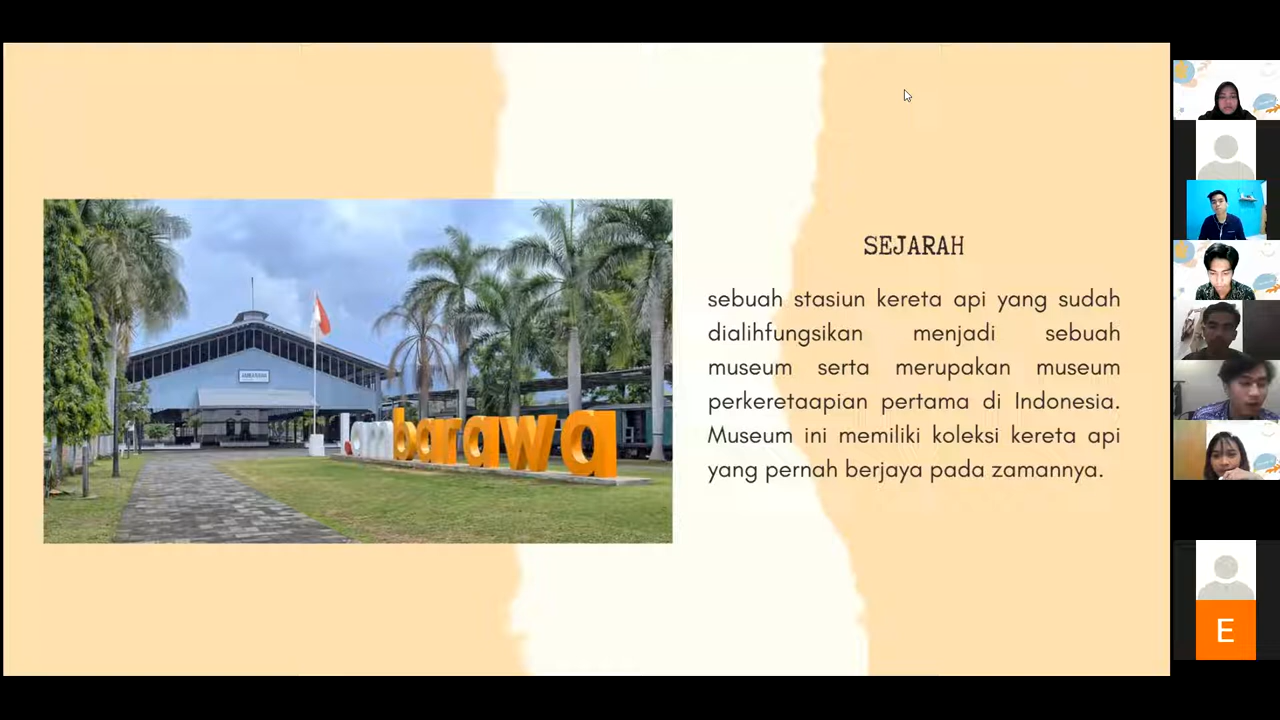 SEJARAH
sebuah stasiun kereta api yang sudah
dialihfungsikan menjadi sebuah
museum serta merupakan museum
perkeretaapian pertama di Indonesia.
Museum ini memiliki koleksi kereta api
yang pernah berjaya pada zamannya.
ambarawa
E